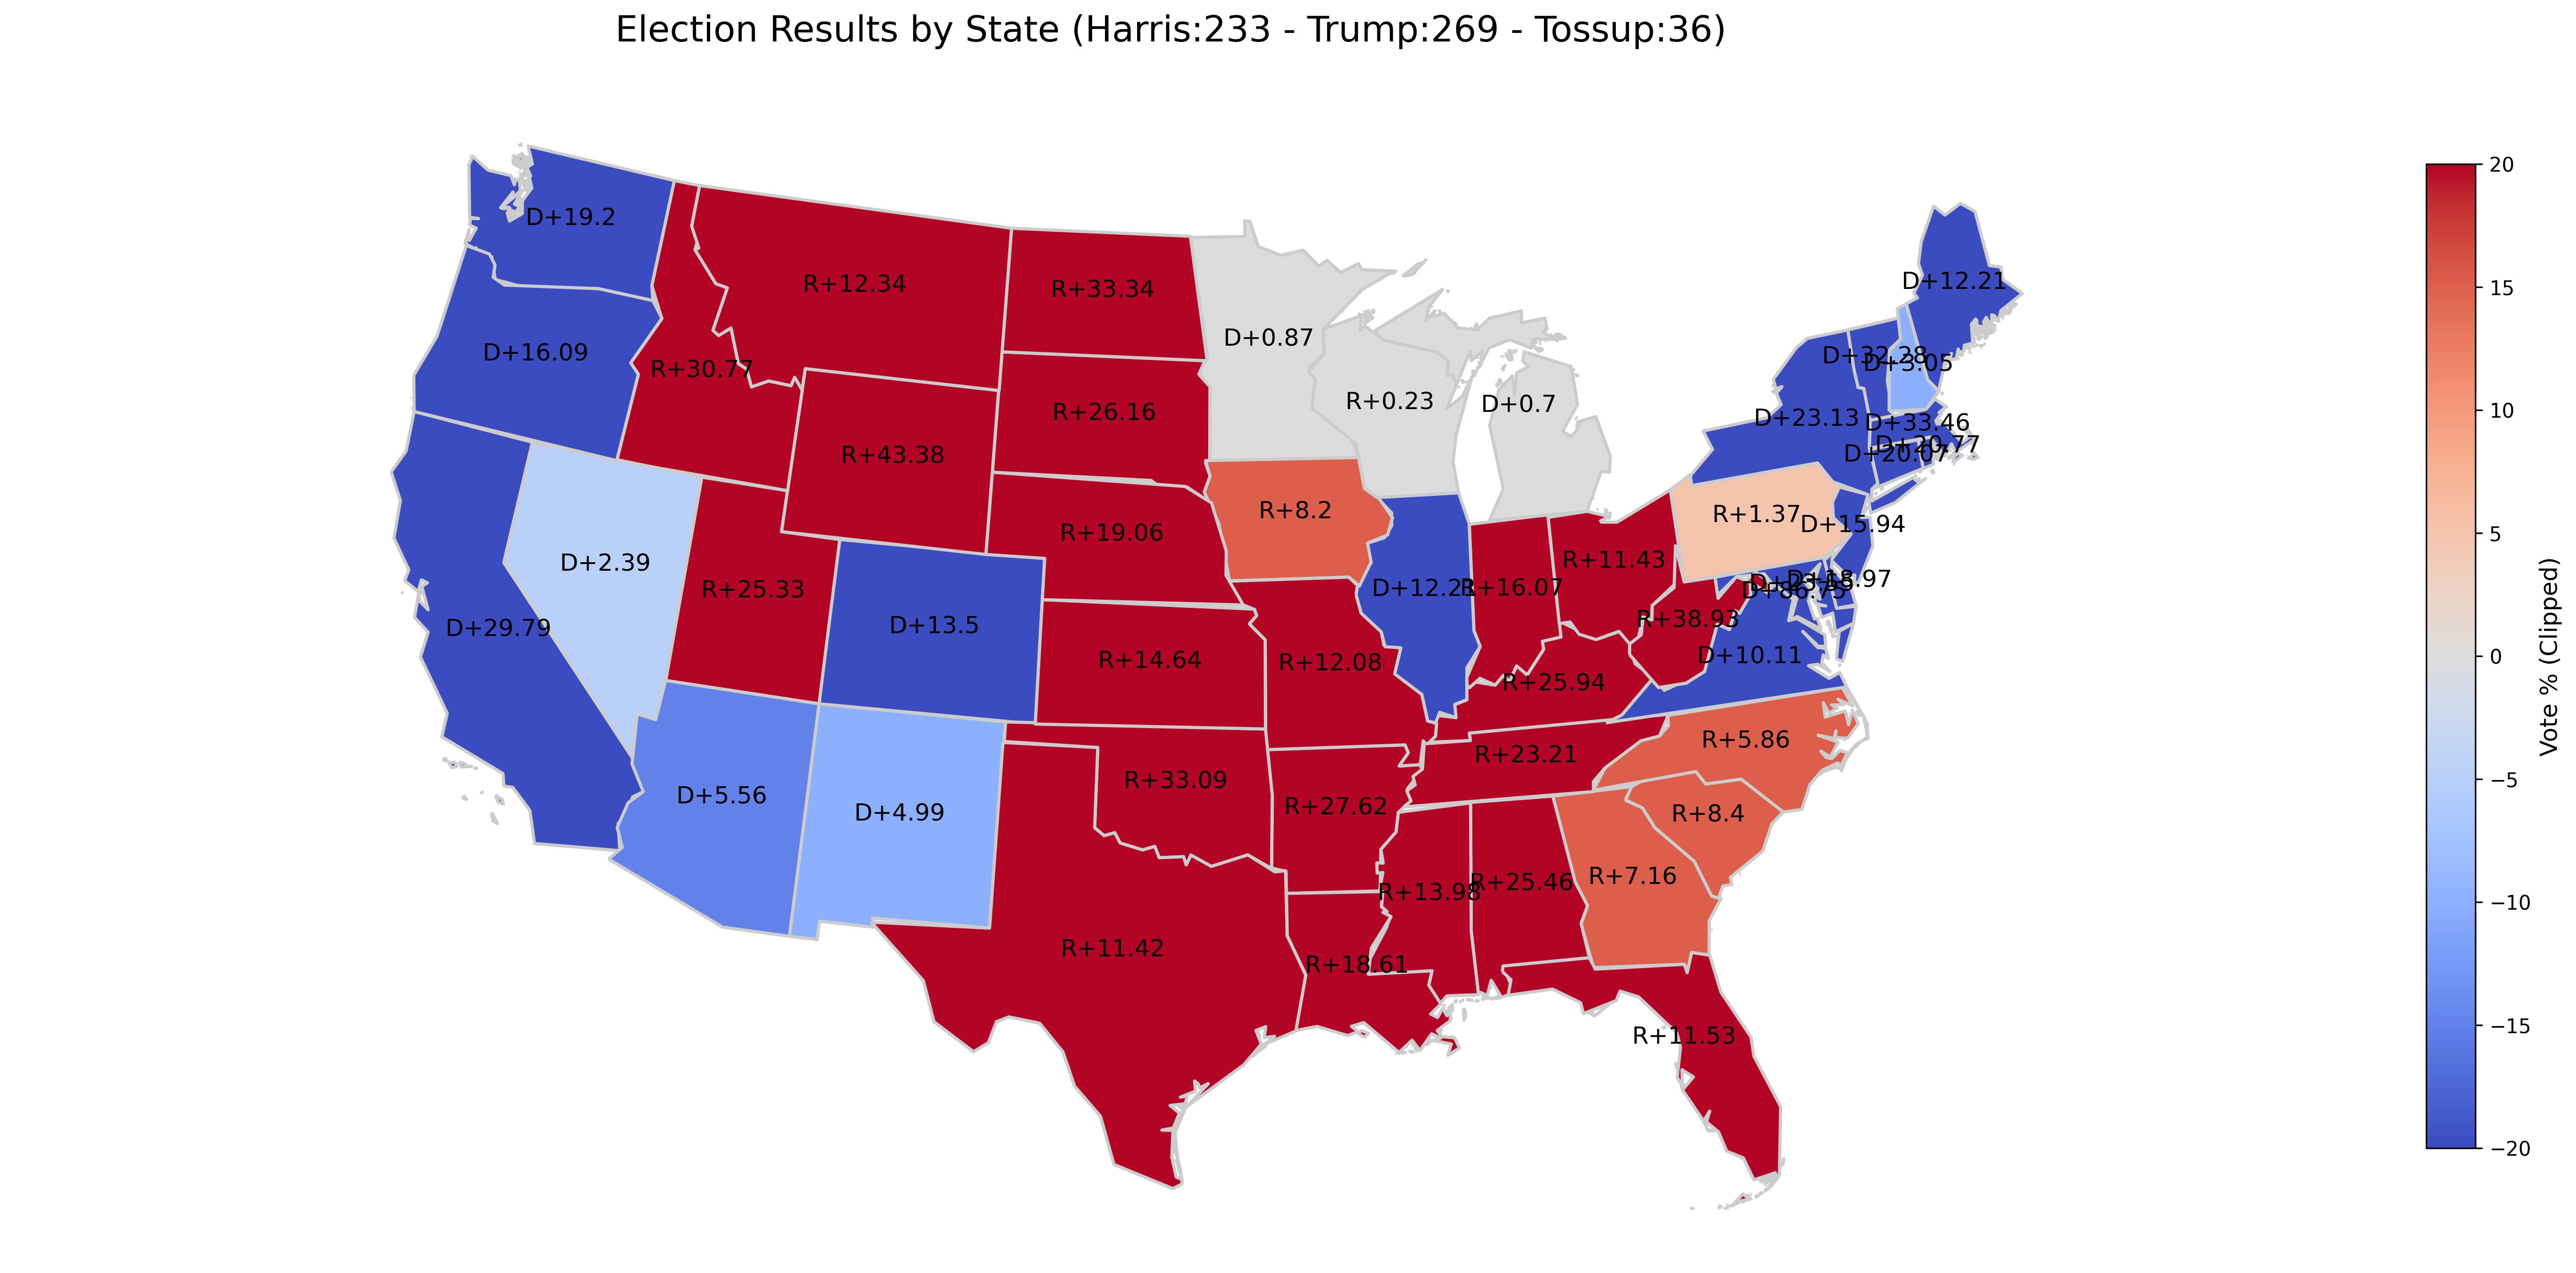 Election Results by State (Harris:233 - Trump:269 - Tossup:36)
20
15
10
5
0
−5
−10
−15
−20
Vote % (Clipped)
D+19.2
R+12.34
R+33.34
D+12.21
D+16.09
R+30.77
D+0.87
D+32.28
D+3.05
R+26.16
R+0.23
D+0.7
D+23.13
D+33.46
D+20.77
D+20.07
R+43.38
R+8.2
R+1.37
D+15.94
R+19.06
D+2.39
R+25.33
R+11.43
D+12.21
R+16.07
D+86.75
D+29.79
D+13.5
R+38.93
R+14.64
R+12.08
D+10.11
R+25.94
R+5.86
R+23.21
R+33.09
D+5.56
D+4.99
R+27.62
R+8.4
R+13.98
R+25.46
R+7.16
R+11.42
R+18.61
R+11.53